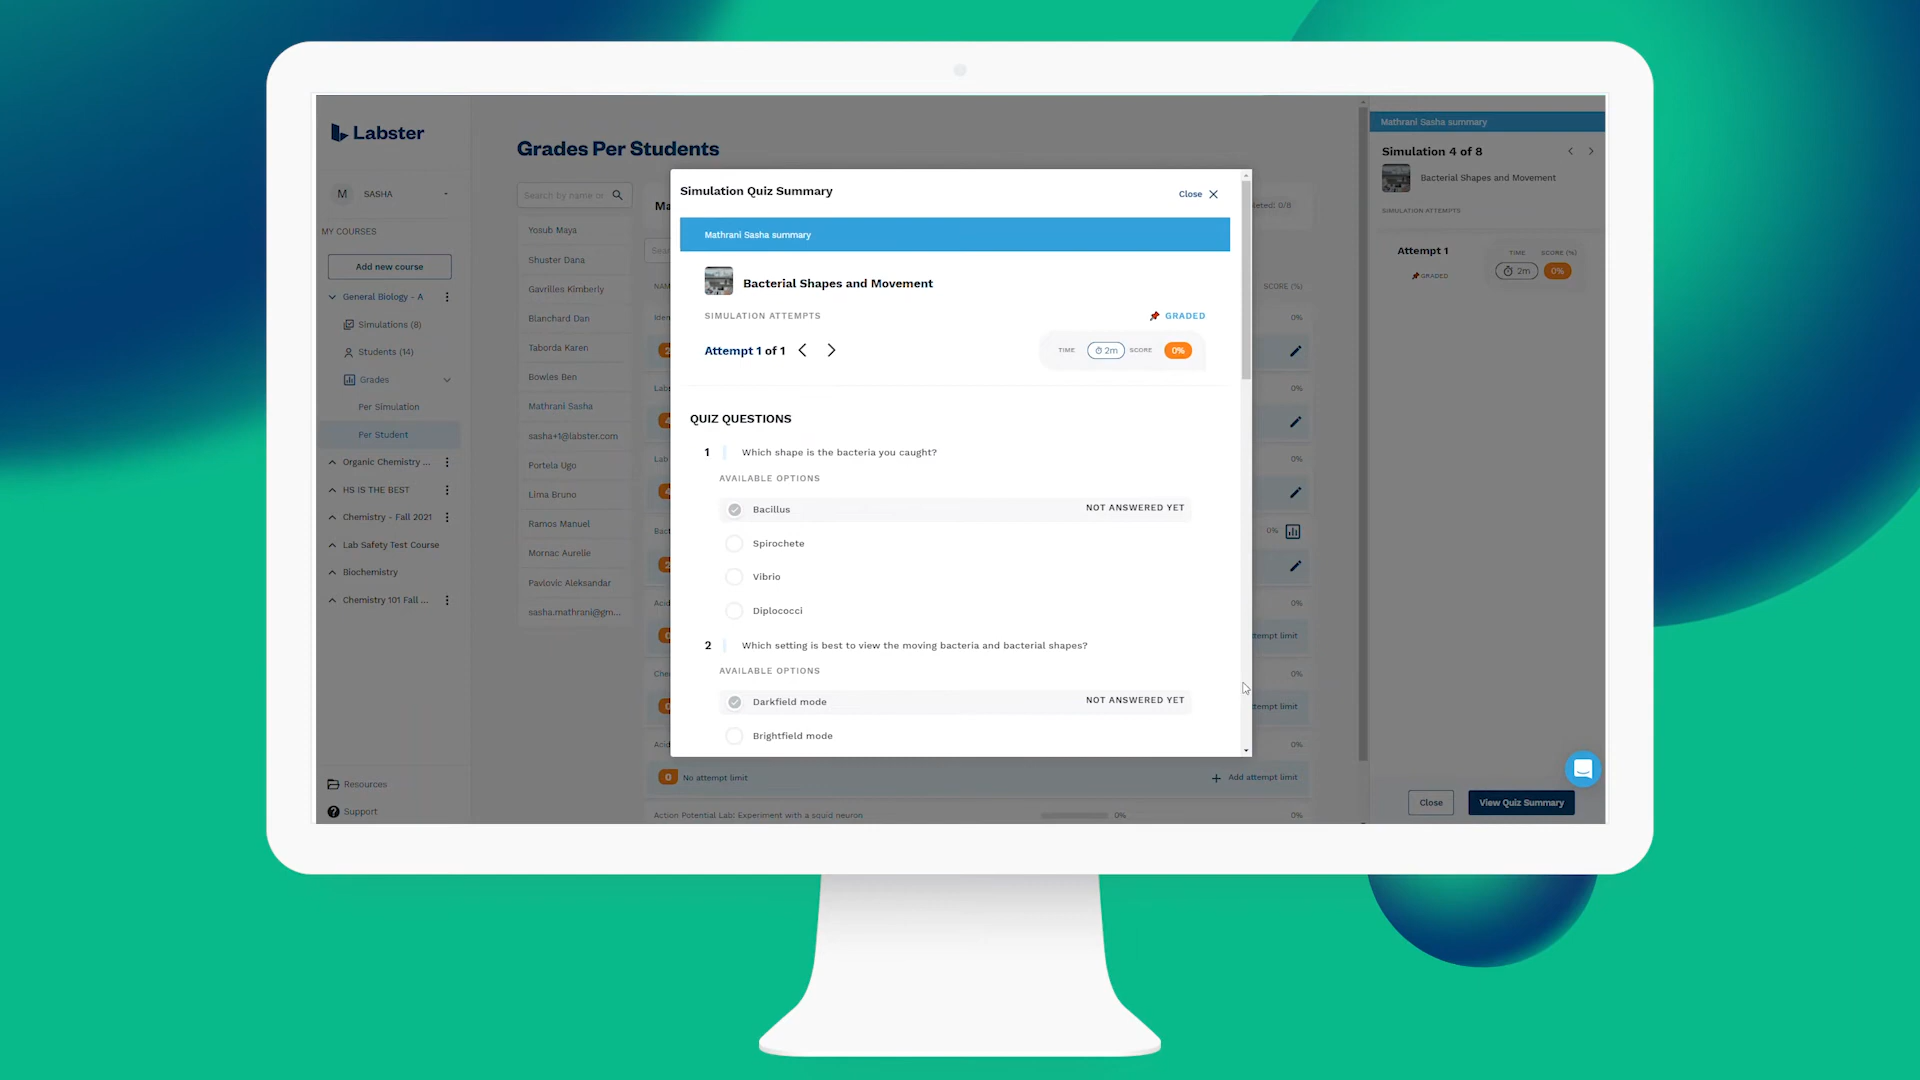 Labster
M SASHA
MY COURSES
Add new course
General Biology - A
Simulations (8)
Students (14)
Grades
Per Simulation
Per Student
Organic Chemistry ...
HS IS THE BEST
Chemistry - Fall 2021
Lab Safety Test Course
Biochemistry
Chemistry 101 Fall ...
Resources
? Support
Grades Per Students
Search by name or
Yosub Maya
Shuster Dana
Gavrilles Kimberly
Blanchard Dan
Taborda Karen
Bowles Ben
Mathrani Sasha
sasha+1@labster.com
Portela Ugo
Lima Bruno
Ramos Manuel
Mornac Aurelie
Pavlovic Aleksandar
sasha.mathrani@gm...
Simulation Quiz Summary
Close
Mathrani Sasha summary
Bacterial Shapes and Movement
SIMULATION ATTEMPTS
GRADED
Attempt 1 of 1
TIME 2m SCORE 0%
QUIZ QUESTIONS
1 Which shape is the bacteria you caught?
AVAILABLE OPTIONS
Bacillus NOT ANSWERED YET
Spirochete
Vibrio
Diplococci
2 Which setting is best to view the moving bacteria and bacterial shapes?
AVAILABLE OPTIONS
Darkfield mode NOT ANSWERED YET
Brightfield mode
SCORE (%)
0%
0%
0%
0%
0%
tempt limit
0%
tempt limit
0%
0 No attempt limit
Add attempt limit
Action Potential Lab: Experiment with a squid neuron 0% 0%
Mathrani Sasha summary
Simulation 4 of 8
Bacterial Shapes and Movement
SIMULATION ATTEMPTS
Attempt 1
GRADED
TIME SCORE (%)
2m 0%
Close
View Quiz Summary